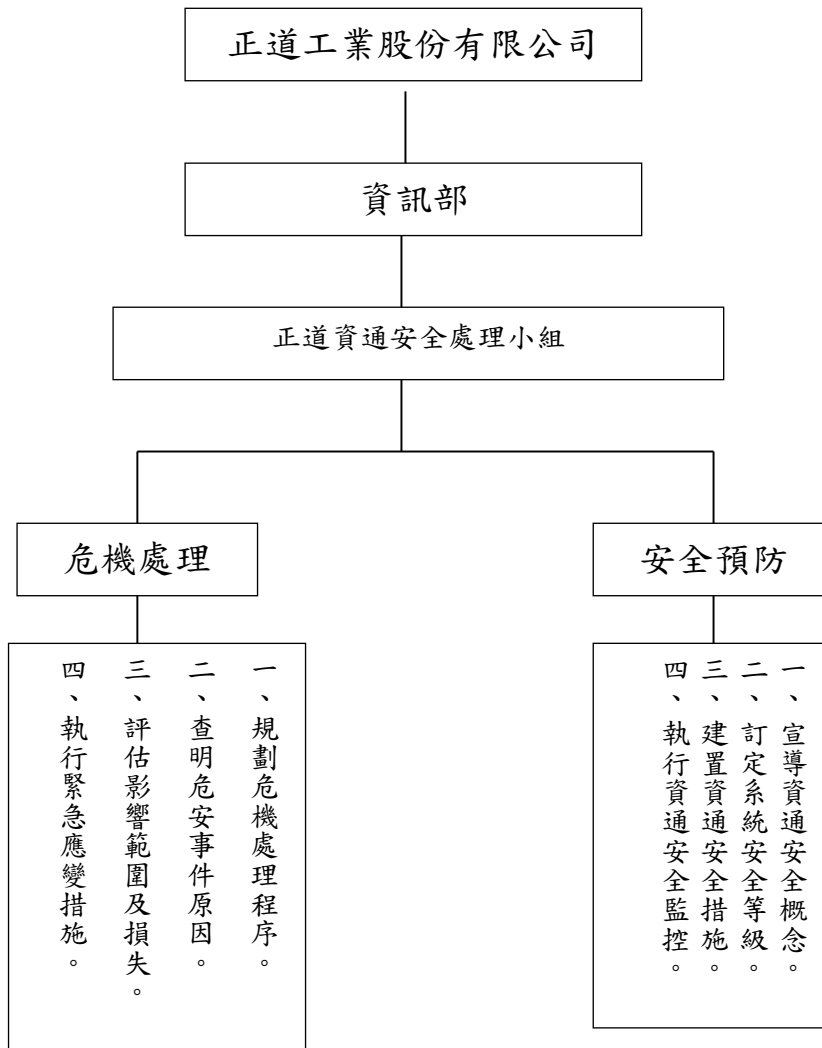 正道工業股份有限公司
資訊部
正道資通安全處理小組
危機處理
一、規劃危機處理程序。
二、查明危安事件原因。
三、評估影響範圍及損失。
四、執行緊急應變措施。
安全預防
一、宣導資通安全概念。
二、訂定系統安全等級。
三、建置資通安全措施。
四、執行資通安全監控。